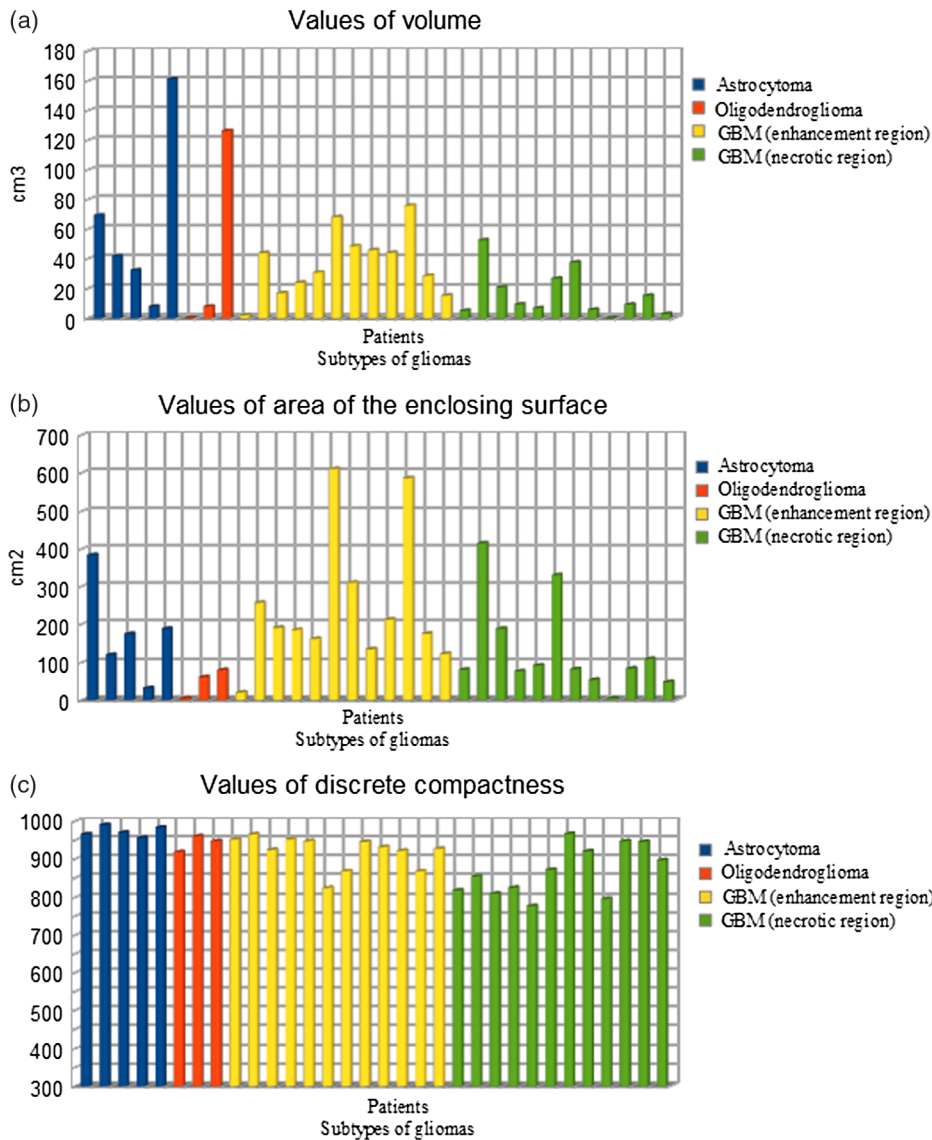 (a)
Values of volume
180
160
140
120
100
80
60
40
20
0
cm3
Patients
Subtypes of gliomas
Astrocytoma
Oligodendroglioma
GBM (enhancement region)
GBM (necrotic region)
(b)
Values of area of the enclosing surface
700
600
500
400
300
200
100
0
cm2
Patients
Subtypes of gliomas
Astrocytoma
Oligodendroglioma
GBM (enhancement region)
GBM (necrotic region)
(c)
Values of discrete compactness
1000
900
800
700
600
500
400
300
Patients
Subtypes of gliomas
Astrocytoma
Oligodendroglioma
GBM (enhancement region)
GBM (necrotic region)